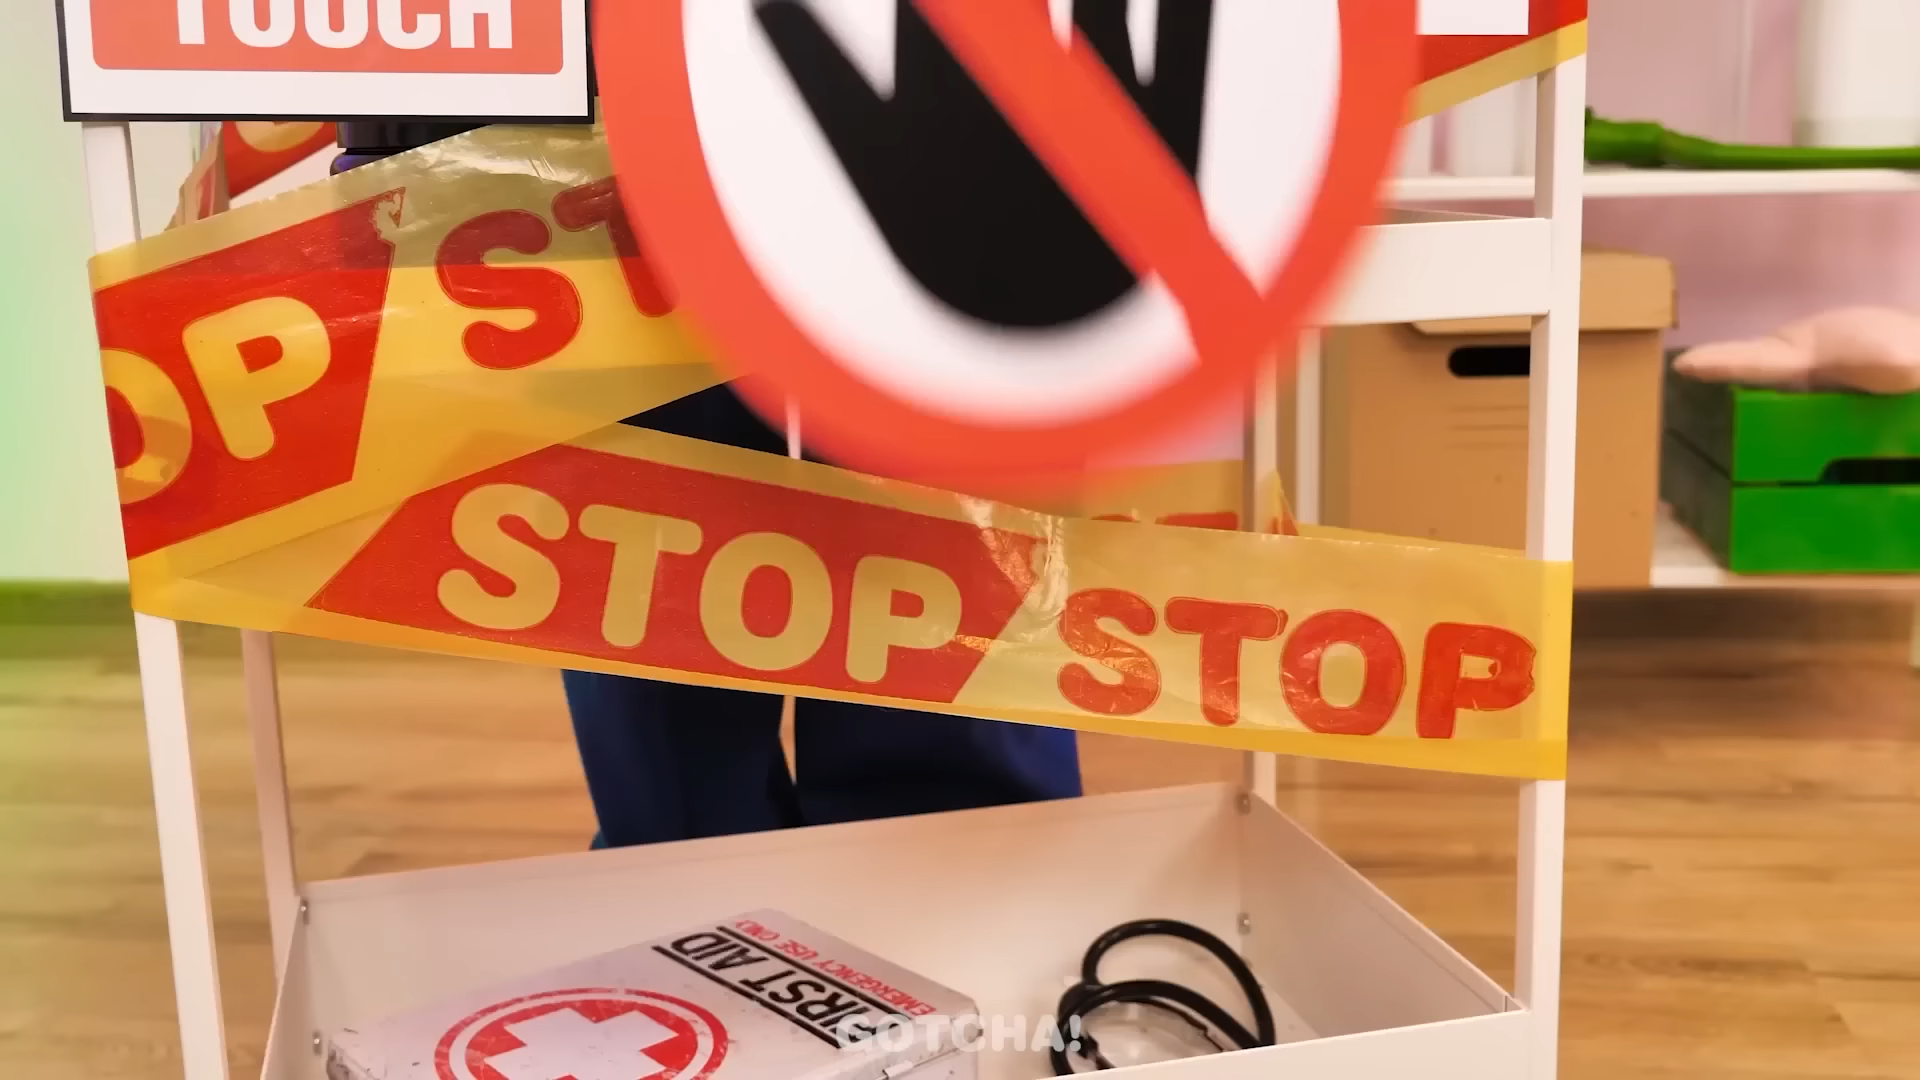 TOUCH
OP ST
STOP STOP
FIRST AID
EMERGENCY USE ONLY
GOTCHA!